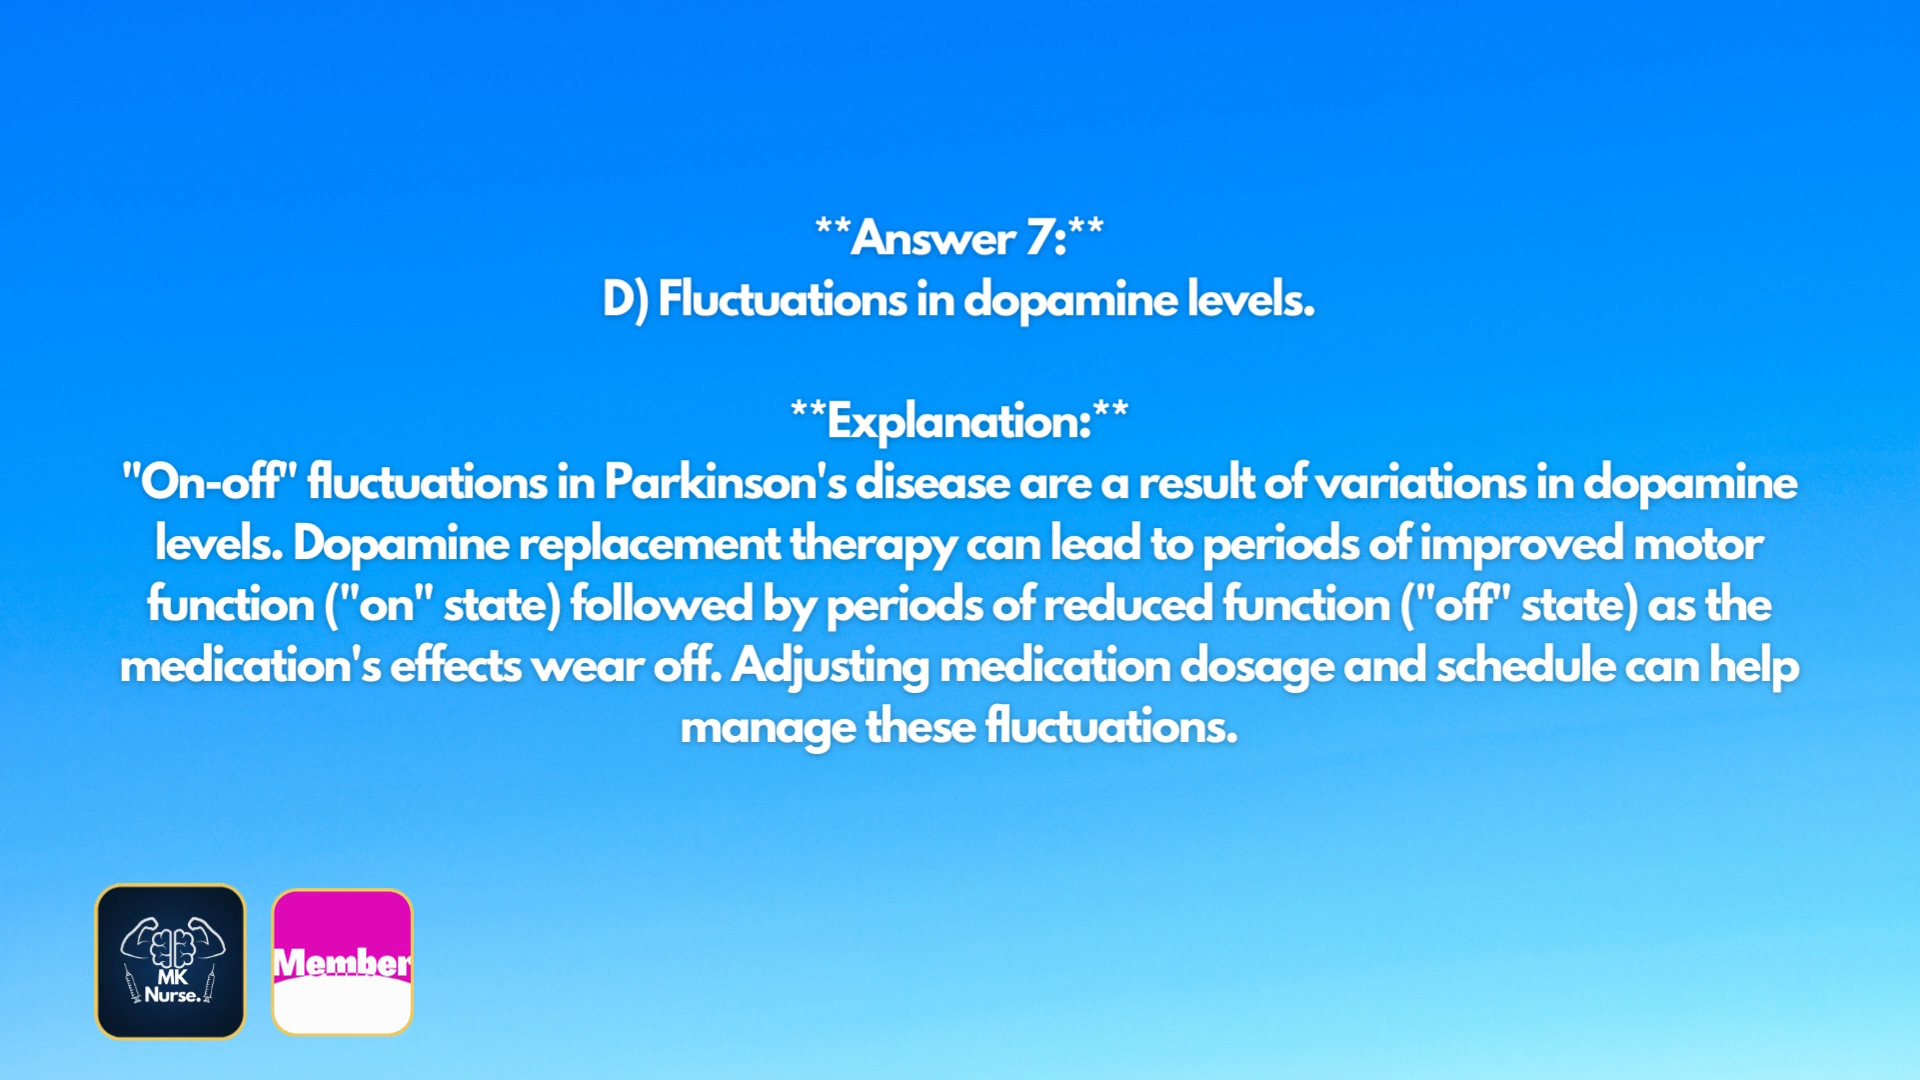 **Answer 7:**
D) Fluctuations in dopamine levels.
**Explanation:**
"On-off" fluctuations in Parkinson's disease are a result of variations in dopamine
levels. Dopamine replacement therapy can lead to periods of improved motor
function ("on" state) followed by periods of reduced function ("off" state) as the
medication's effects wear off. Adjusting medication dosage and schedule can help
manage these fluctuations.
MK
Nurse.
Member